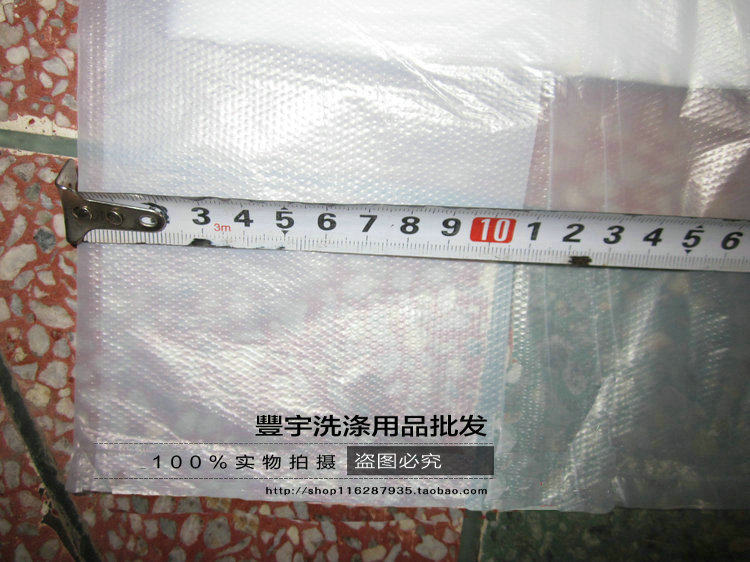 3 4 5 6 7 8 9 10 1 2 3 4 5 6
3m
豐宇洗涤用品批发
100%实物拍摄 盗图必究
http://shop116287935.taobao.com